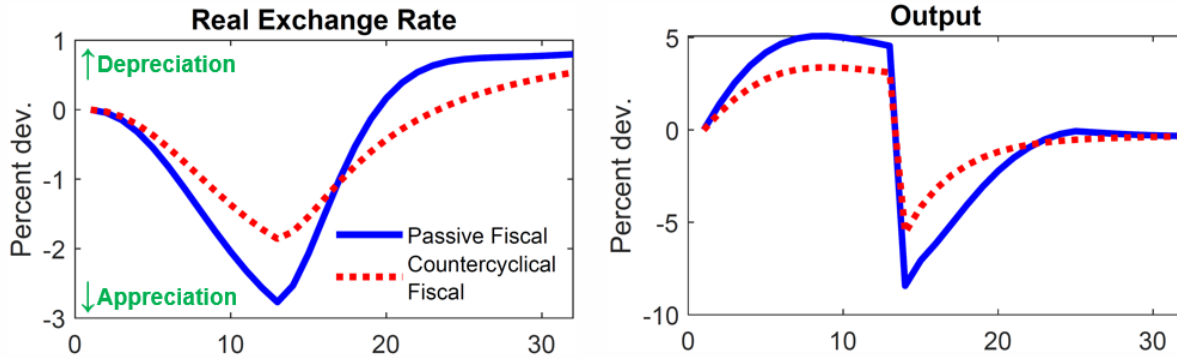 Real Exchange Rate
Percent dev.
1
0
-1
-2
-3
↑Depreciation
↓Appreciation
Passive Fiscal
Countercyclical
Fiscal
0
10
20
30
Output
Percent dev.
5
0
-5
-10
0
10
20
30